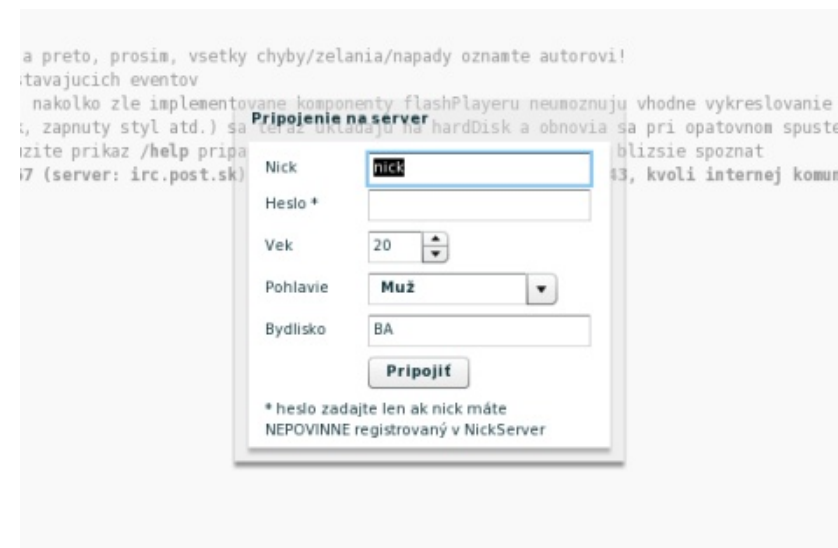 a preto, prosim, vsetky chyby/zelania/napady oznamte autorovi!
stavajucich eventov
nakolko zle implementovane komponenty flashPlayeru neumoznuju vhodne vykreslovanie
, zapnuty styl atd.) sa teraz ukladaju na hardDisk a obnovia sa pri opatovnom spuste
uzite prikaz /help pripa blizsie spoznat
67 (server: irc.post.sk) 43, kvoli internej komun
Pripojenie na server
Nick nick
Heslo *
Vek 20
Pohlavie Muž
Bydlisko BA
Pripojiť
* heslo zadajte len ak nick máte
NEPOVINNE registrovaný v NickServer